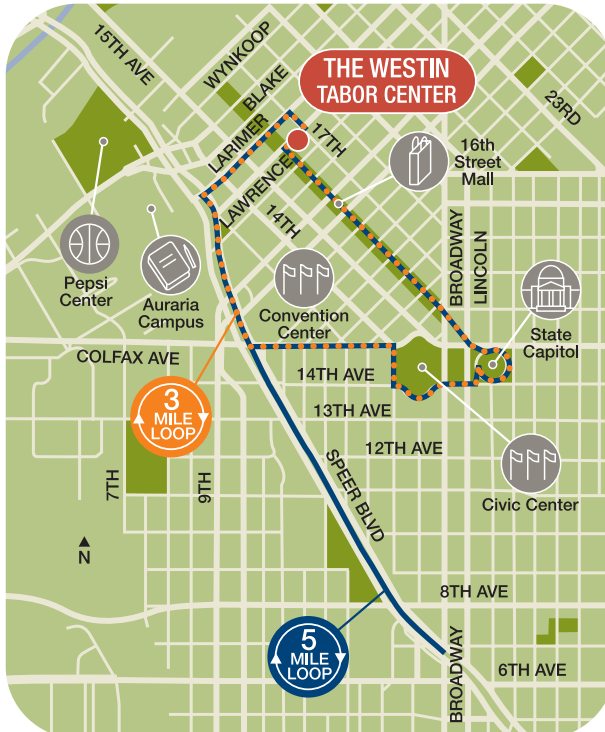 15TH AVE
WYNKOOP
BLAKE
THE WESTIN
TABOR CENTER
23RD
LARIMER
17TH
16th
Street
Mall
LAWRENCE
14TH
BROADWAY
LINCOLN
Pepsi
Center
Auraria
Campus
Convention
Center
State
Capitol
COLFAX AVE
14TH AVE
3
MILE
LOOP
13TH AVE
12TH AVE
7TH
9TH
SPEER BLVD
Civic Center
N
8TH AVE
5
MILE
LOOP
BROADWAY
6TH AVE